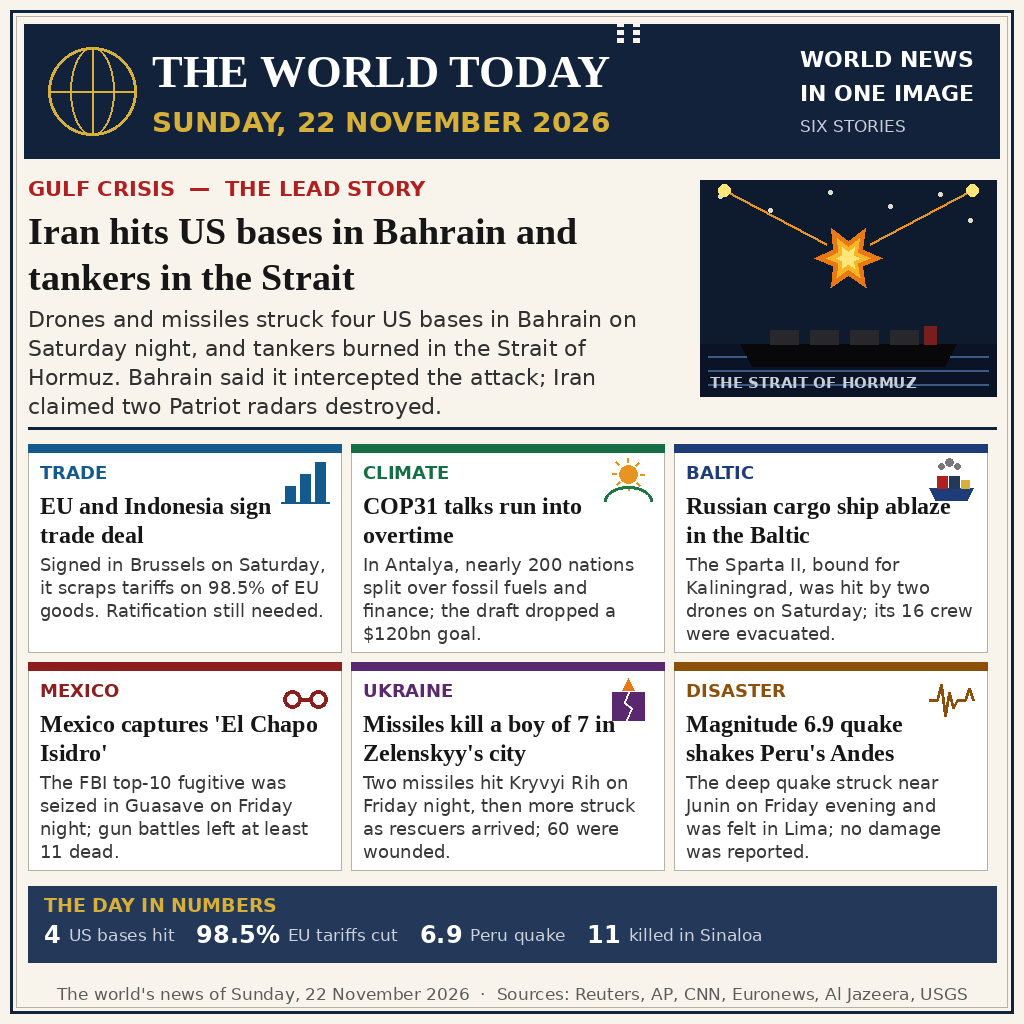 THE WORLD TODAY
SUNDAY, 22 NOVEMBER 2026
WORLD NEWS
IN ONE IMAGE
SIX STORIES
GULF CRISIS — THE LEAD STORY
Iran hits US bases in Bahrain and
tankers in the Strait
Drones and missiles struck four US bases in Bahrain on
Saturday night, and tankers burned in the Strait of
Hormuz. Bahrain said it intercepted the attack; Iran
claimed two Patriot radars destroyed.
THE STRAIT OF HORMUZ
TRADE
EU and Indonesia sign
trade deal
Signed in Brussels on Saturday,
it scraps tariffs on 98.5% of EU
goods. Ratification still needed.
CLIMATE
COP31 talks run into
overtime
In Antalya, nearly 200 nations
split over fossil fuels and
finance; the draft dropped a
$120bn goal.
BALTIC
Russian cargo ship ablaze
in the Baltic
The Sparta II, bound for
Kaliningrad, was hit by two
drones on Saturday; its 16 crew
were evacuated.
MEXICO
Mexico captures 'El Chapo
Isidro'
The FBI top-10 fugitive was
seized in Guasave on Friday
night; gun battles left at least
11 dead.
UKRAINE
Missiles kill a boy of 7 in
Zelenskyy's city
Two missiles hit Kryvyi Rih on
Friday night, then more struck
as rescuers arrived; 60 were
wounded.
DISASTER
Magnitude 6.9 quake
shakes Peru's Andes
The deep quake struck near
Junin on Friday evening and
was felt in Lima; no damage
was reported.
THE DAY IN NUMBERS
4 US bases hit 98.5% EU tariffs cut 6.9 Peru quake 11 killed in Sinaloa
The world's news of Sunday, 22 November 2026 · Sources: Reuters, AP, CNN, Euronews, Al Jazeera, USGS